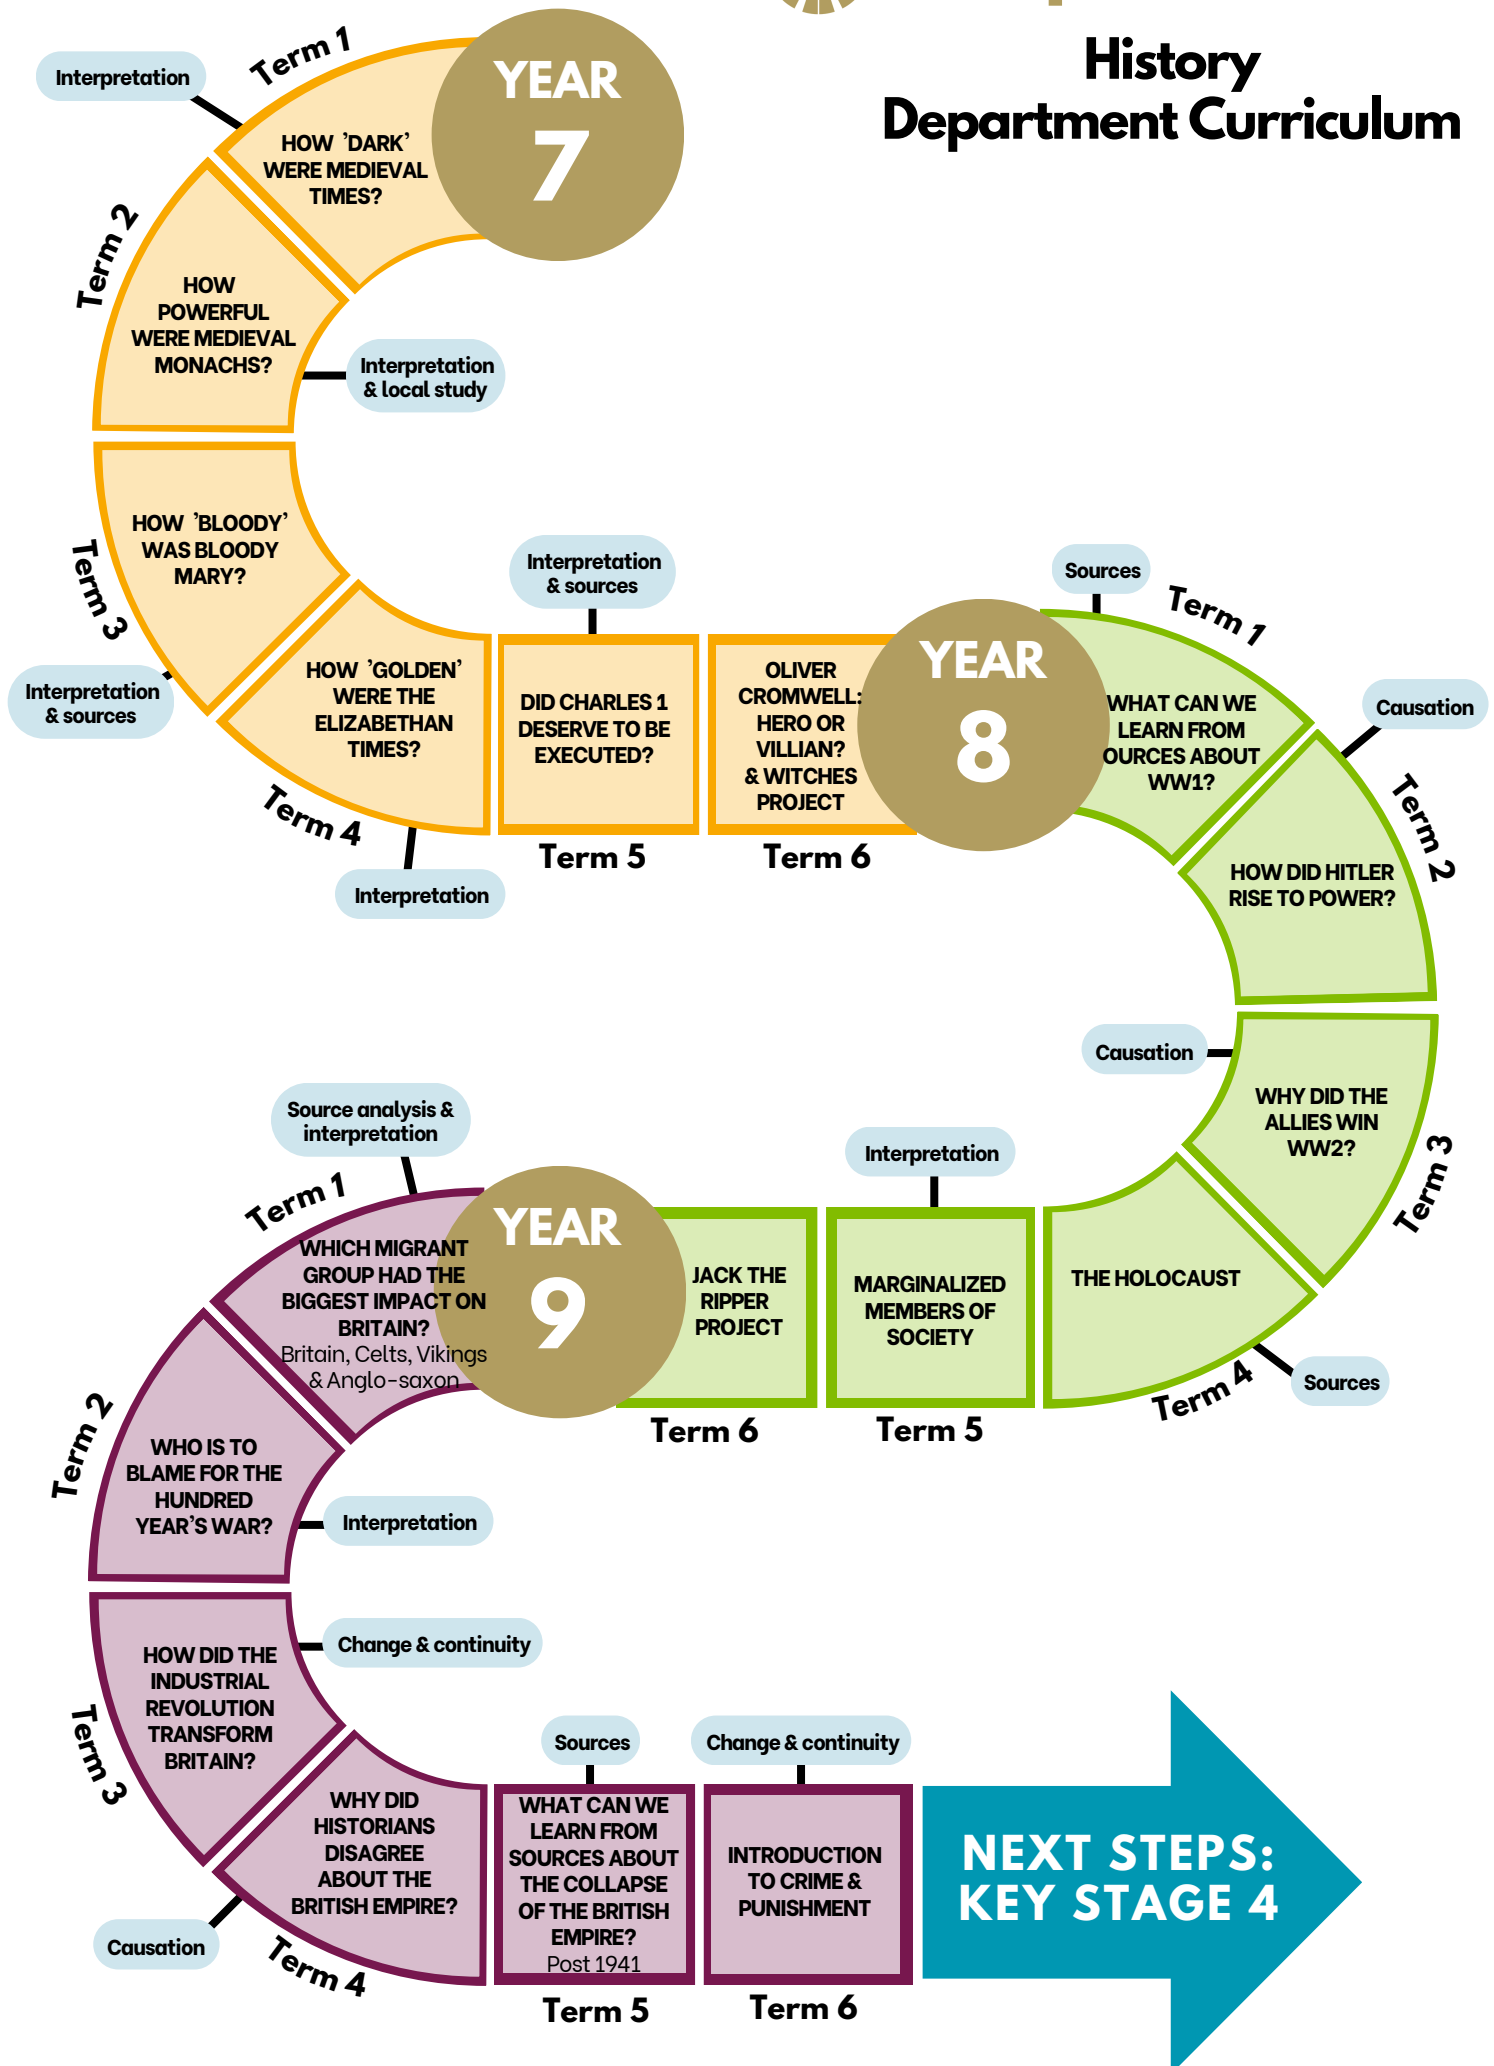 History
Department Curriculum
YEAR
7
Term 1
Interpretation
HOW 'DARK'
WERE MEDIEVAL
TIMES?
Term 2
HOW
POWERFUL
WERE MEDIEVAL
MONACHS?
Interpretation
& local study
Term 3
HOW 'BLOODY'
WAS BLOODY
MARY?
Interpretation
& sources
Term 4
HOW 'GOLDEN'
WERE THE
ELIZABETHAN
TIMES?
Interpretation
Interpretation
& sources
DID CHARLES 1
DESERVE TO BE
EXECUTED?
Term 5
OLIVER
CROMWELL:
HERO OR
VILLIAN?
& WITCHES
PROJECT
Term 6
YEAR
8
Sources
Term 1
WHAT CAN WE
LEARN FROM
OURCES ABOUT
WW1?
Causation
Term 2
HOW DID HITLER
RISE TO POWER?
Causation
WHY DID THE
ALLIES WIN
WW2?
Term 3
THE HOLOCAUST
Term 4
Sources
Interpretation
MARGINALIZED
MEMBERS OF
SOCIETY
Term 5
JACK THE
RIPPER
PROJECT
Term 6
YEAR
9
Source analysis &
interpretation
Term 1
WHICH MIGRANT
GROUP HAD THE
BIGGEST IMPACT ON
BRITAIN?
Britain, Celts, Vikings
& Anglo-saxon
Term 2
WHO IS TO
BLAME FOR THE
HUNDRED
YEAR'S WAR?
Interpretation
Change & continuity
HOW DID THE
INDUSTRIAL
REVOLUTION
TRANSFORM
BRITAIN?
Term 3
WHY DID
HISTORIANS
DISAGREE
ABOUT THE
BRITISH EMPIRE?
Causation
Term 4
Sources
WHAT CAN WE
LEARN FROM
SOURCES ABOUT
THE COLLAPSE
OF THE BRITISH
EMPIRE?
Post 1941
Term 5
Change & continuity
INTRODUCTION
TO CRIME &
PUNISHMENT
Term 6
NEXT STEPS:
KEY STAGE 4